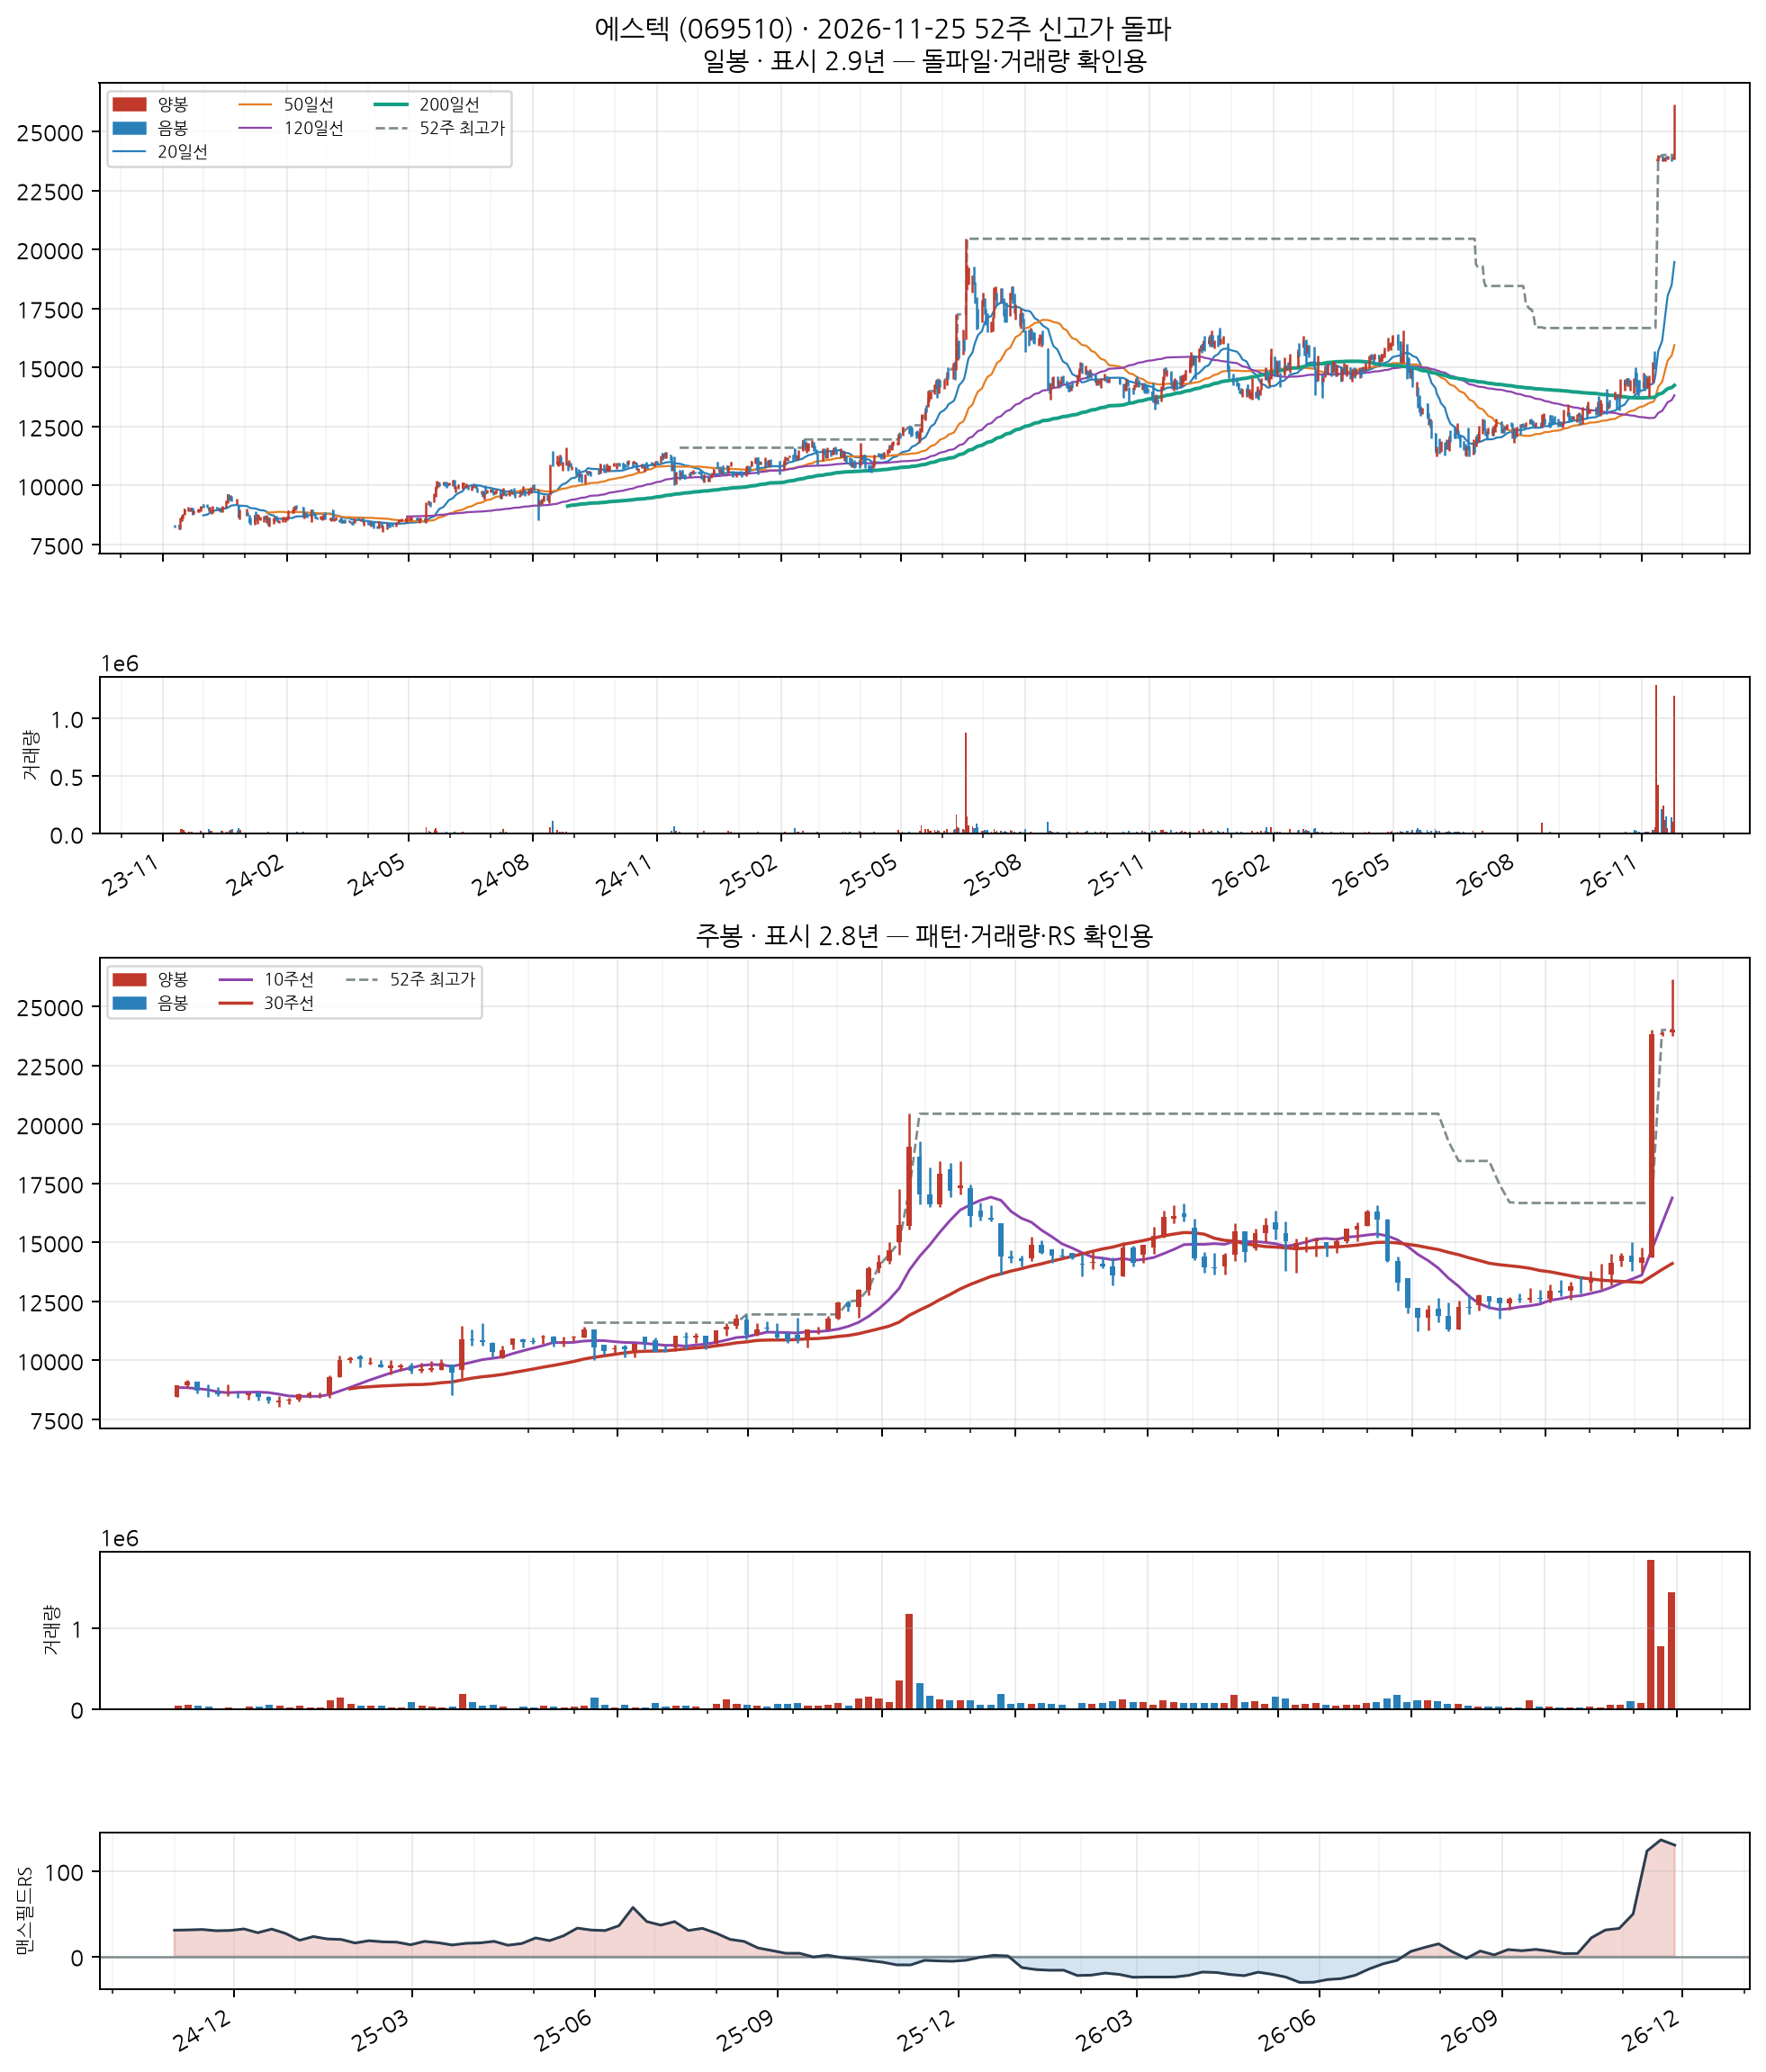 에스텍 (069510) · 2026-11-25 52주 신고가 돌파
일봉 · 표시 2.9년 — 돌파일·거래량 확인용
양봉 50일선 200일선
음봉 120일선 52주 최고가
20일선
25000
22500
20000
17500
15000
12500
10000
7500
1e6
거래량
1.0
0.5
0.0
23-11 24-02 24-05 24-08 24-11 25-02 25-05 25-08 25-11 26-02 26-05 26-08 26-11
주봉 · 표시 2.8년 — 패턴·거래량·RS 확인용
양봉 10주선 52주 최고가
음봉 30주선
25000
22500
20000
17500
15000
12500
10000
7500
1e6
거래량
1
0
맨스필드RS
100
0
24-12 25-03 25-06 25-09 25-12 26-03 26-06 26-09 26-12